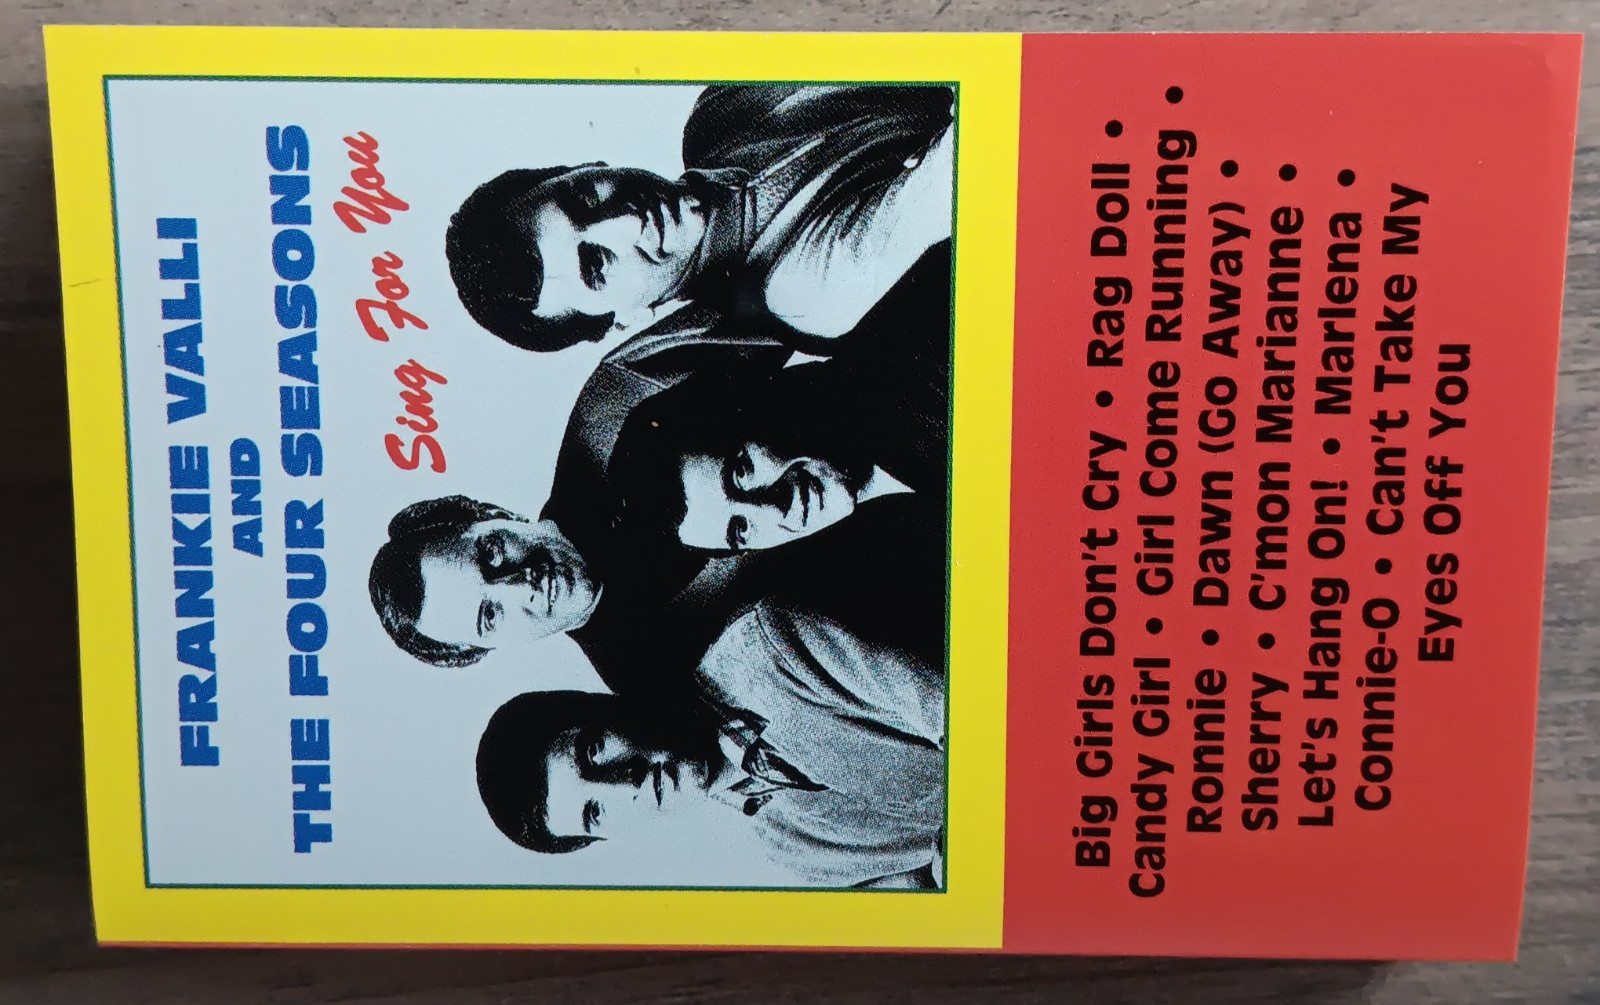 FRANKIE VALLI
AND
THE FOUR SEASONS
Sing For You
Big Girls Don't Cry • Rag Doll •
Candy Girl • Girl Come Running •
Ronnie • Dawn (Go Away) •
Sherry • C'mon Marianne •
Let's Hang On! • Marlena •
Connie-O • Can't Take My
Eyes Off You